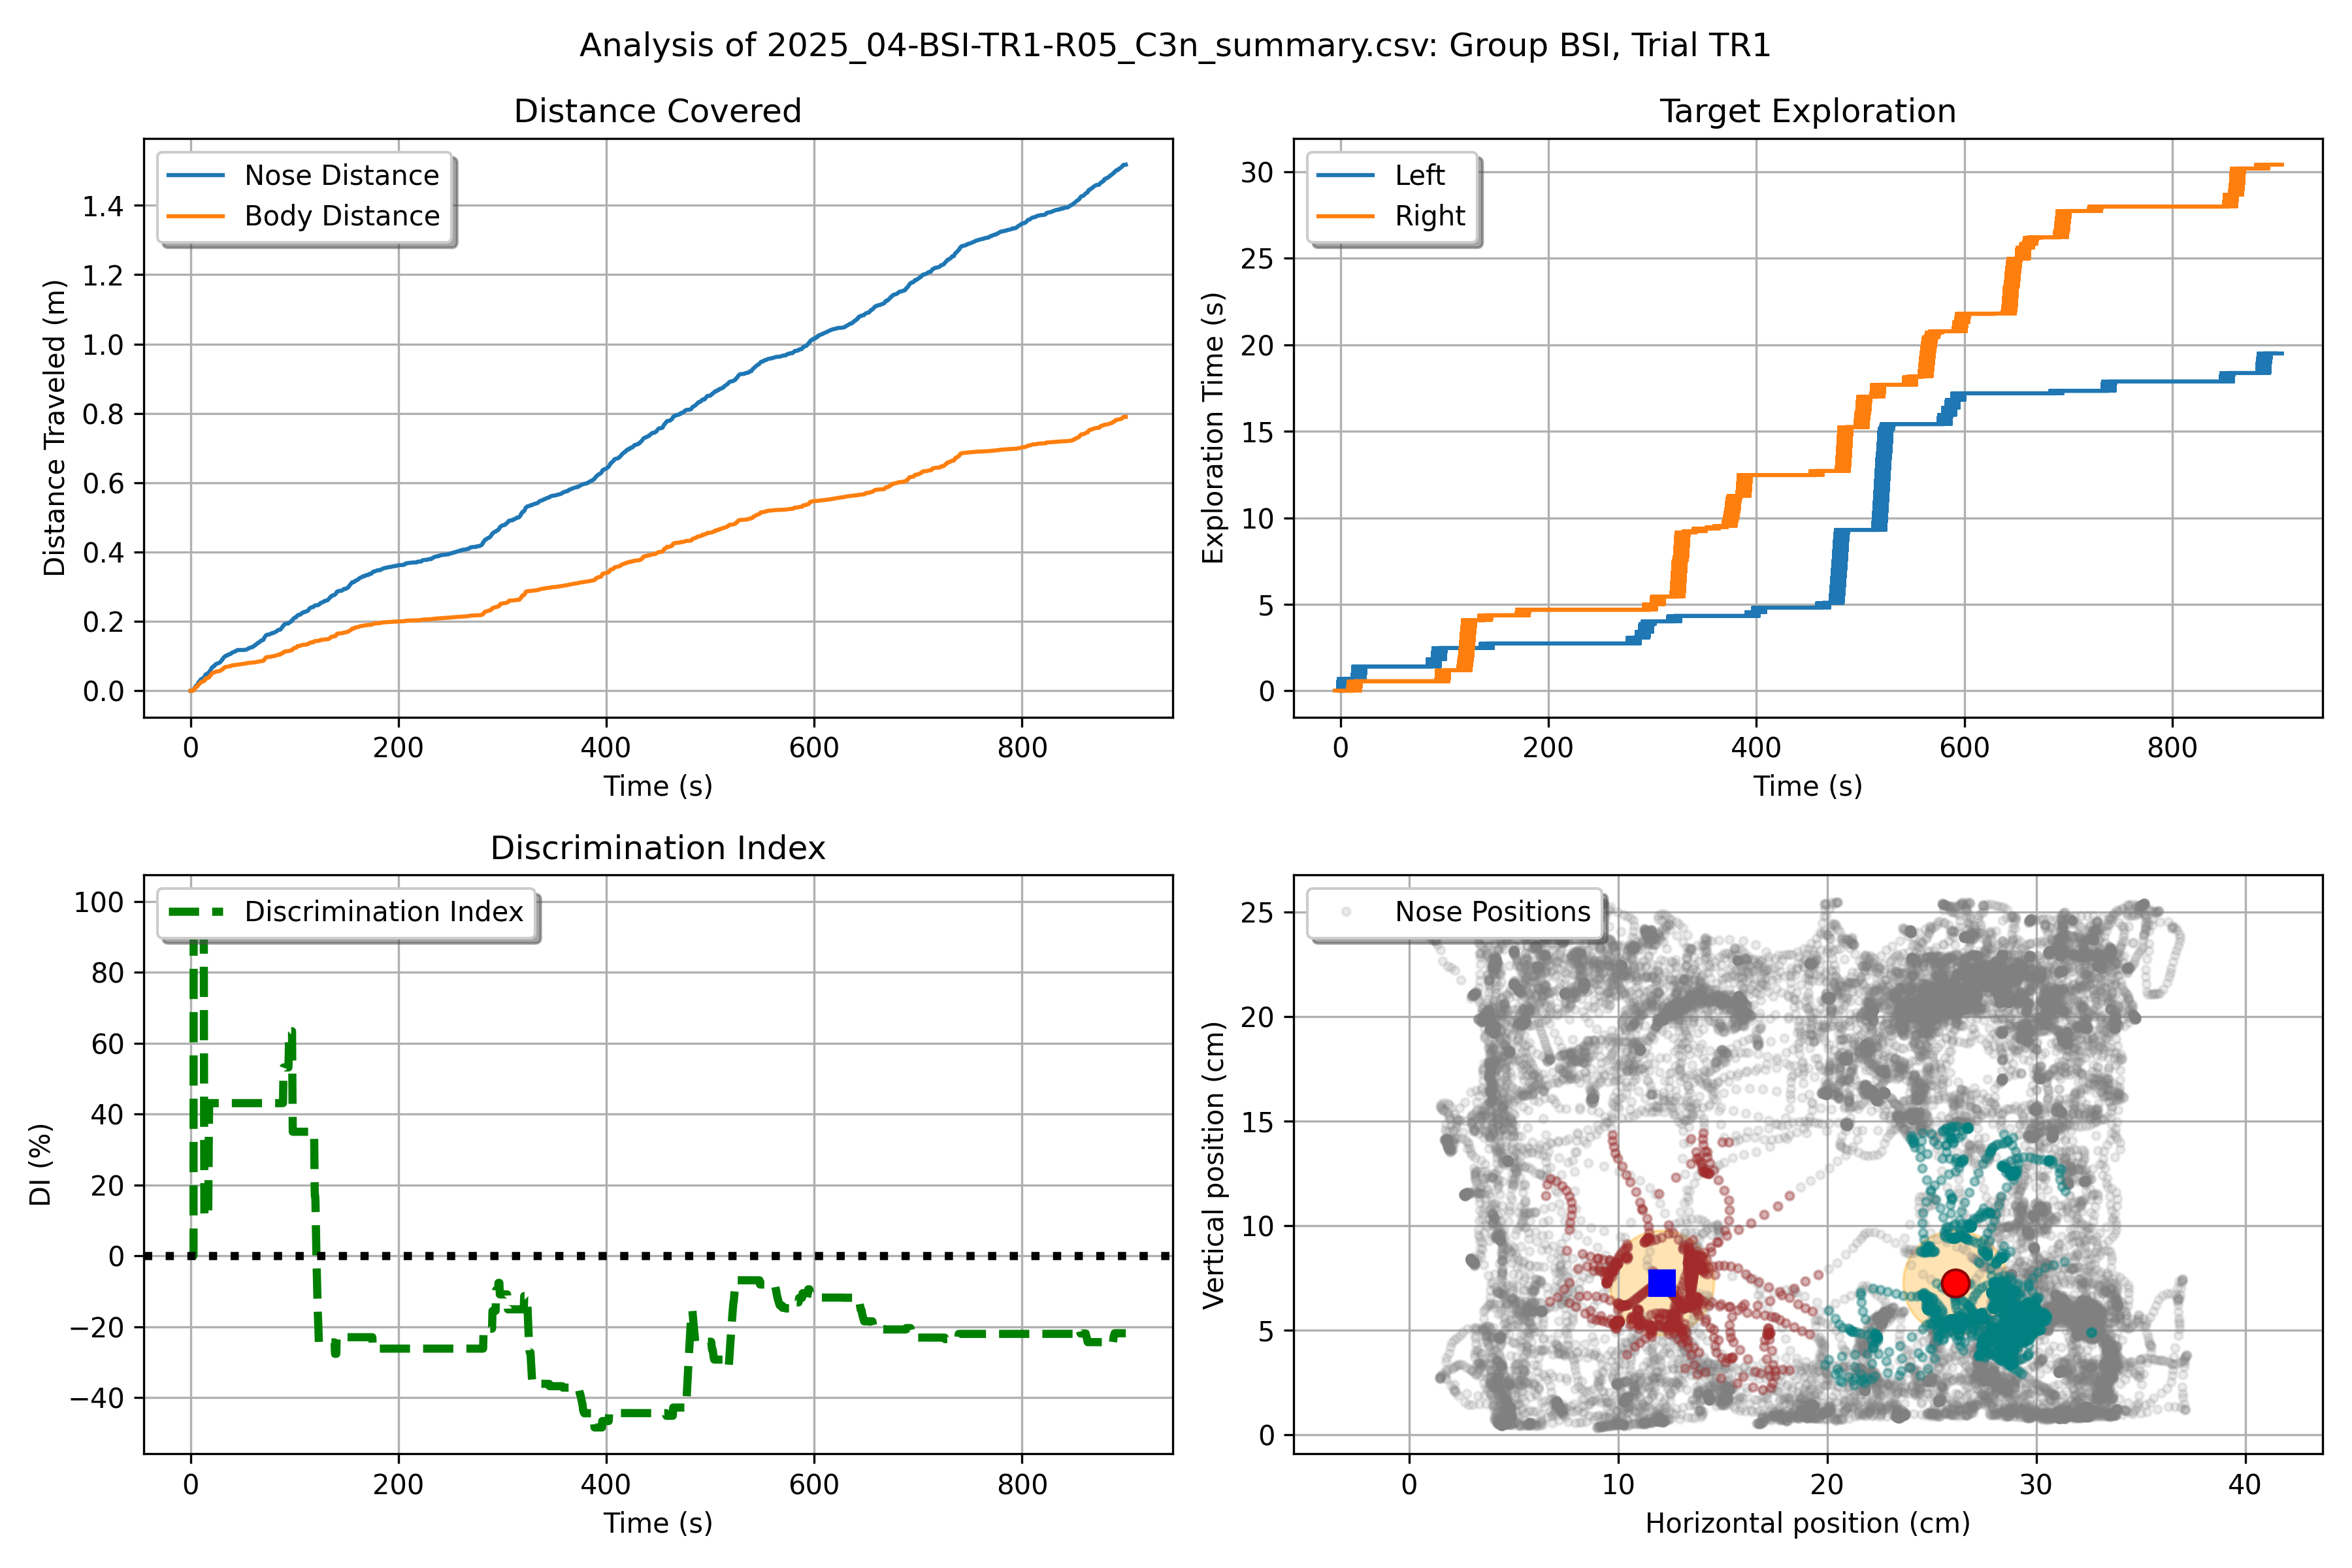 Analysis of 2025_04-BSI-TR1-R05_C3n_summary.csv: Group BSI, Trial TR1
Distance Covered
Nose Distance
Body Distance
Distance Traveled (m)
1.4
1.2
1.0
0.8
0.6
0.4
0.2
0.0
0 200 400 600 800
Time (s)
Target Exploration
Left
Right
Exploration Time (s)
30
25
20
15
10
5
0
0 200 400 600 800
Time (s)
Discrimination Index
Discrimination Index
DI (%)
100
80
60
40
20
0
−20
−40
0 200 400 600 800
Time (s)
Nose Positions
Vertical position (cm)
25
20
15
10
5
0
0 10 20 30 40
Horizontal position (cm)